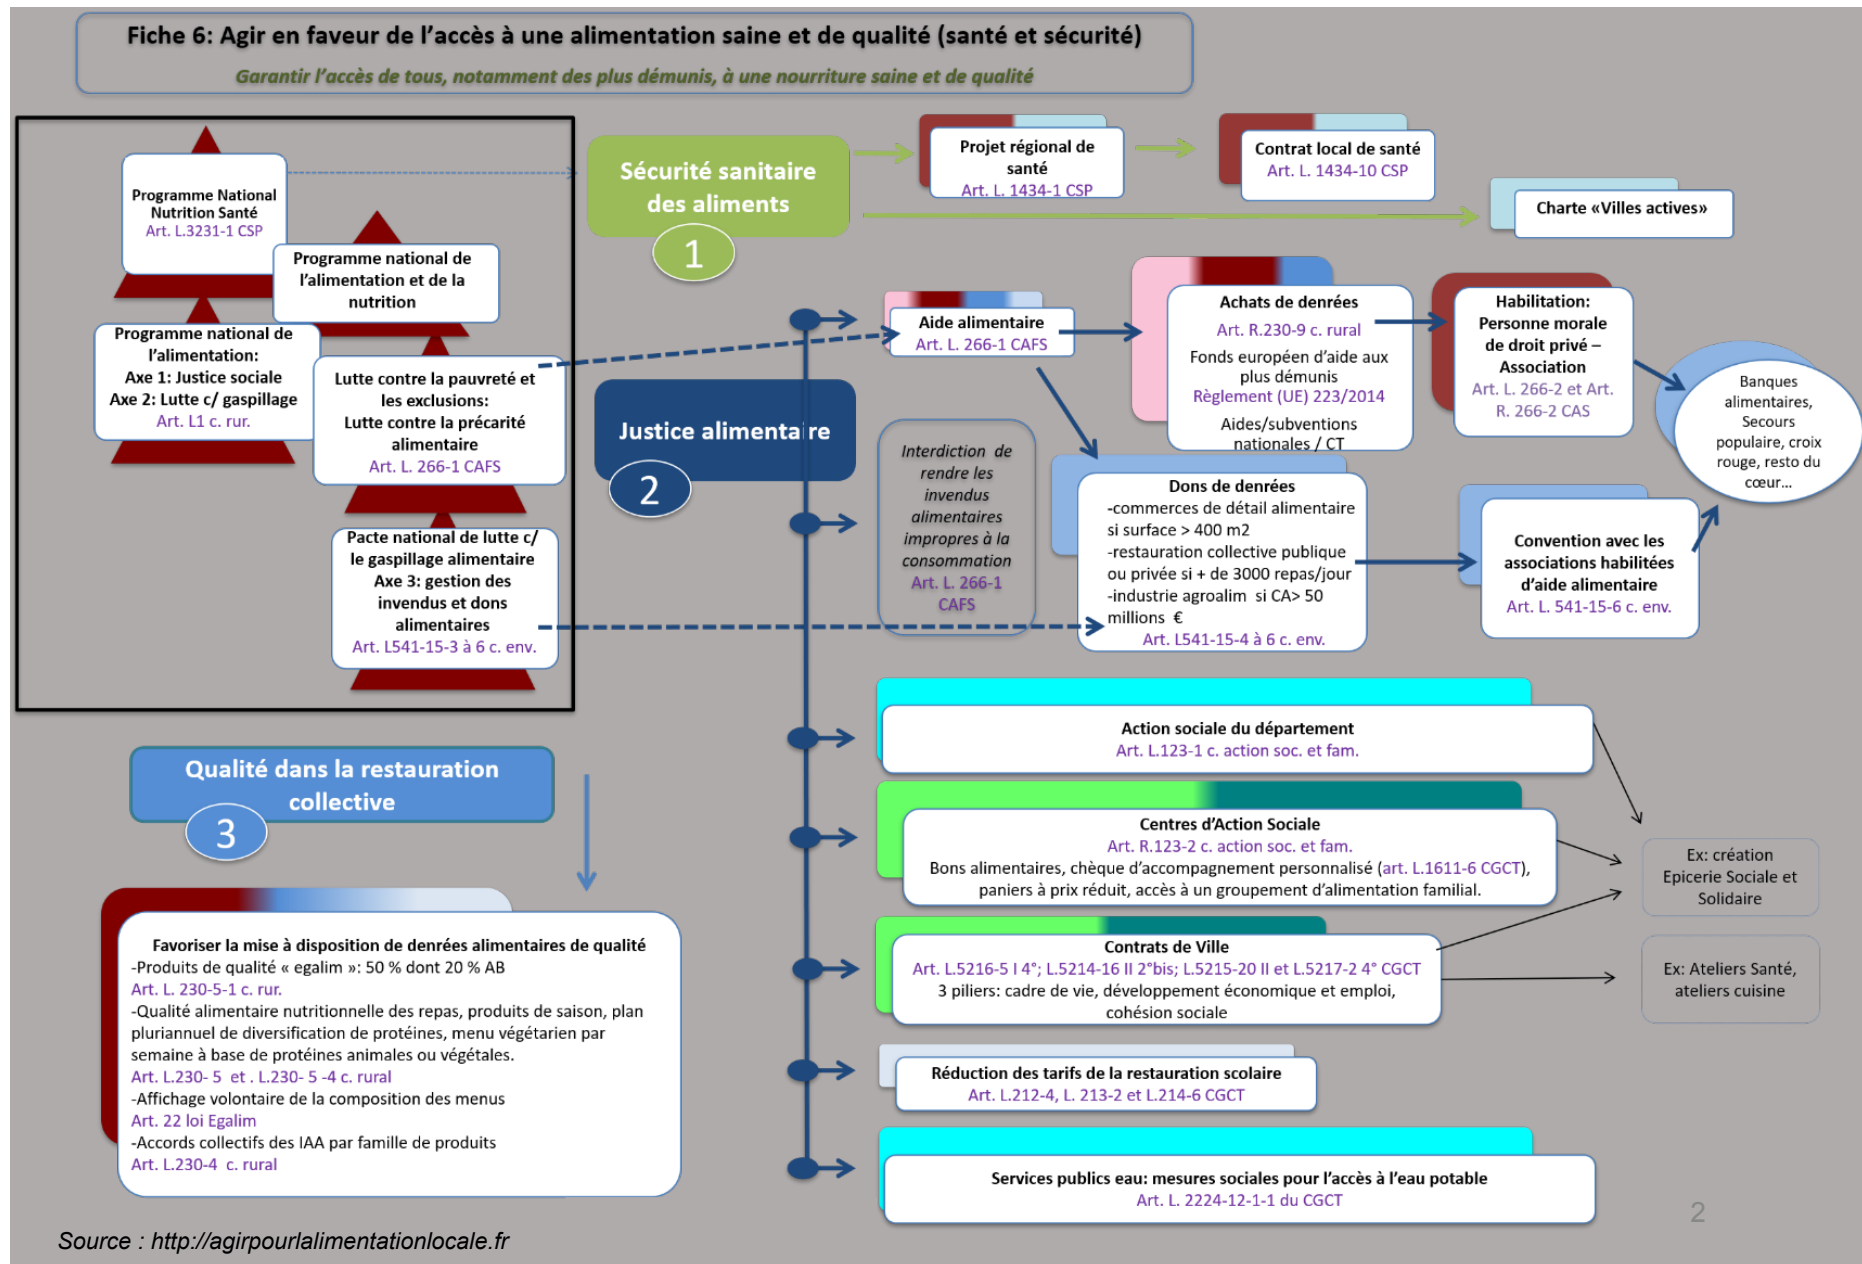 Fiche 6: Agir en faveur de l'accès à une alimentation saine et de qualité (santé et sécurité)
Garantir l'accès de tous, notamment des plus démunis, à une nourriture saine et de qualité
Programme National
Nutrition Santé
Art. L.3231-1 CSP
Programme national de
l'alimentation et de la
nutrition
Programme national de
l'alimentation:
Axe 1: Justice sociale
Axe 2: Lutte c/ gaspillage
Art. L1 c. rur.
Lutte contre la pauvreté et
les exclusions:
Lutte contre la précarité
alimentaire
Art. L. 266-1 CAFS
Pacte national de lutte c/
le gaspillage alimentaire
Axe 3: gestion des
invendus et dons
alimentaires
Art. L541-15-3 à 6 c. env.
Sécurité sanitaire
des aliments
1
Projet régional de
santé
Art. L. 1434-1 CSP
Contrat local de santé
Art. L. 1434-10 CSP
Charte «Villes actives»
Justice alimentaire
2
Aide alimentaire
Art. L. 266-1 CAFS
Achats de denrées
Art. R.230-9 c. rural
Fonds européen d'aide aux
plus démunis
Règlement (UE) 223/2014
Aides/subventions
nationales / CT
Habilitation:
Personne morale
de droit privé –
Association
Art. L. 266-2 et Art.
R. 266-2 CAS
Banques
alimentaires,
Secours
populaire, croix
rouge, resto du
cœur...
Interdiction de
rendre les
invendus
alimentaires
impropres à la
consommation
Art. L. 266-1
CAFS
Dons de denrées
-commerces de détail alimentaire
si surface > 400 m2
-restauration collective publique
ou privée si + de 3000 repas/jour
-industrie agroalim si CA> 50
millions €
Art. L541-15-4 à 6 c. env.
Convention avec les
associations habilitées
d'aide alimentaire
Art. L. 541-15-6 c. env.
Action sociale du département
Art. L.123-1 c. action soc. et fam.
Centres d'Action Sociale
Art. R.123-2 c. action soc. et fam.
Bons alimentaires, chèque d'accompagnement personnalisé (art. L.1611-6 CGCT),
paniers à prix réduit, accès à un groupement d'alimentation familial.
Contrats de Ville
Art. L.5216-5 I 4°; L.5214-16 II 2°bis; L.5215-20 II et L.5217-2 4° CGCT
3 piliers: cadre de vie, développement économique et emploi,
cohésion sociale
Réduction des tarifs de la restauration scolaire
Art. L.212-4, L. 213-2 et L.214-6 CGCT
Services publics eau: mesures sociales pour l'accès à l'eau potable
Art. L. 2224-12-1-1 du CGCT
Ex: création
Epicerie Sociale et
Solidaire
Ex: Ateliers Santé,
ateliers cuisine
Qualité dans la restauration
collective
3
Favoriser la mise à disposition de denrées alimentaires de qualité
-Produits de qualité « egalim »: 50 % dont 20 % AB
Art. L. 230-5-1 c. rur.
-Qualité alimentaire nutritionnelle des repas, produits de saison, plan
pluriannuel de diversification de protéines, menu végétarien par
semaine à base de protéines animales ou végétales.
Art. L.230- 5 et . L.230- 5 -4 c. rural
-Affichage volontaire de la composition des menus
Art. 22 loi Egalim
-Accords collectifs des IAA par famille de produits
Art. L.230-4 c. rural
2
Source : http://agirpourlalimentationlocale.fr